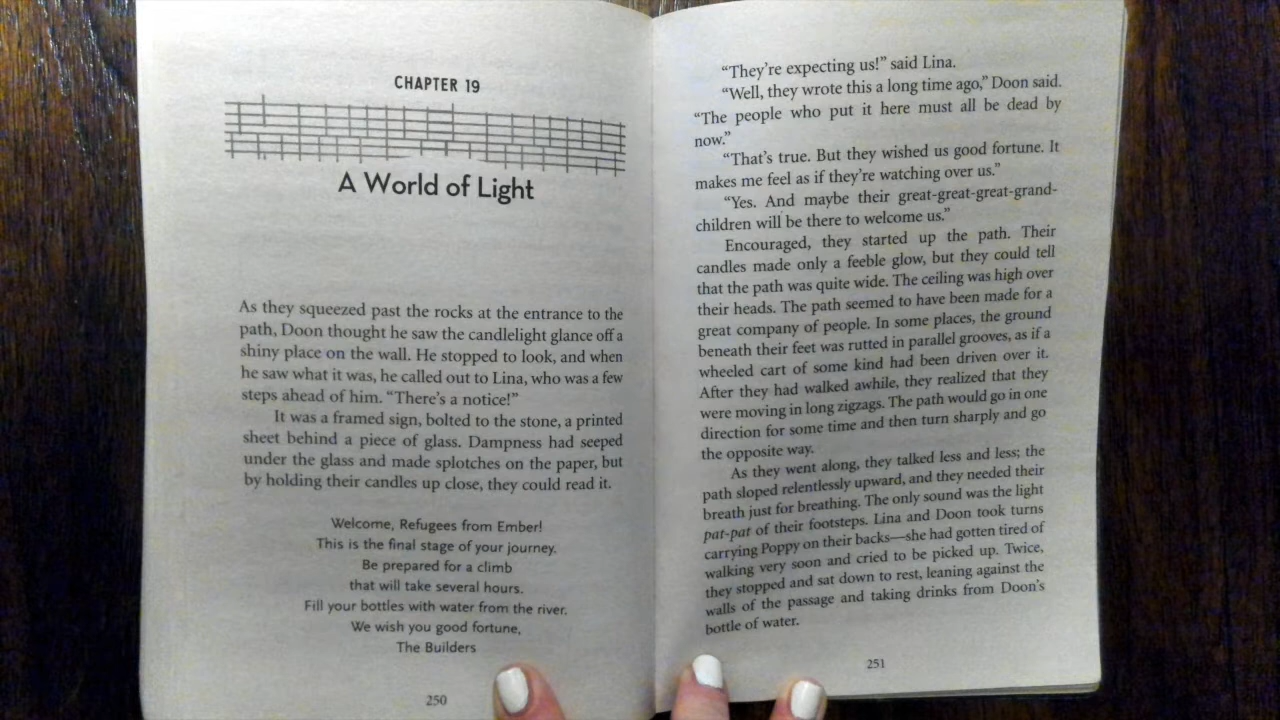 CHAPTER 19
A World of Light
As they squeezed past the rocks at the entrance to the
path, Doon thought he saw the candlelight glance off a
shiny place on the wall. He stopped to look, and when
he saw what it was, he called out to Lina, who was a few
steps ahead of him. “There’s a notice!”
It was a framed sign, bolted to the stone, a printed
sheet behind a piece of glass. Dampness had seeped
under the glass and made splotches on the paper, but
by holding their candles up close, they could read it.
Welcome, Refugees from Ember!
This is the final stage of your journey.
Be prepared for a climb
that will take several hours.
Fill your bottles with water from the river.
We wish you good fortune,
The Builders
250
“They’re expecting us!” said Lina.
“Well, they wrote this a long time ago,” Doon said.
“The people who put it here must all be dead by
now.”
“That’s true. But they wished us good fortune. It
makes me feel as if they’re watching over us.”
“Yes. And maybe their great-great-great-grand-
children will be there to welcome us.”
Encouraged, they started up the path. Their
candles made only a feeble glow, but they could tell
that the path was quite wide. The ceiling was high over
their heads. The path seemed to have been made for a
great company of people. In some places, the ground
beneath their feet was rutted in parallel grooves, as if a
wheeled cart of some kind had been driven over it.
After they had walked awhile, they realized that they
were moving in long zigzags. The path would go in one
direction for some time and then turn sharply and go
the opposite way.
As they went along, they talked less and less; the
path sloped relentlessly upward, and they needed their
breath just for breathing. The only sound was the light
pat-pat of their footsteps. Lina and Doon took turns
carrying Poppy on their backs—she had gotten tired of
walking very soon and cried to be picked up. Twice,
they stopped and sat down to rest, leaning against the
walls of the passage and taking drinks from Doon’s
bottle of water.
251